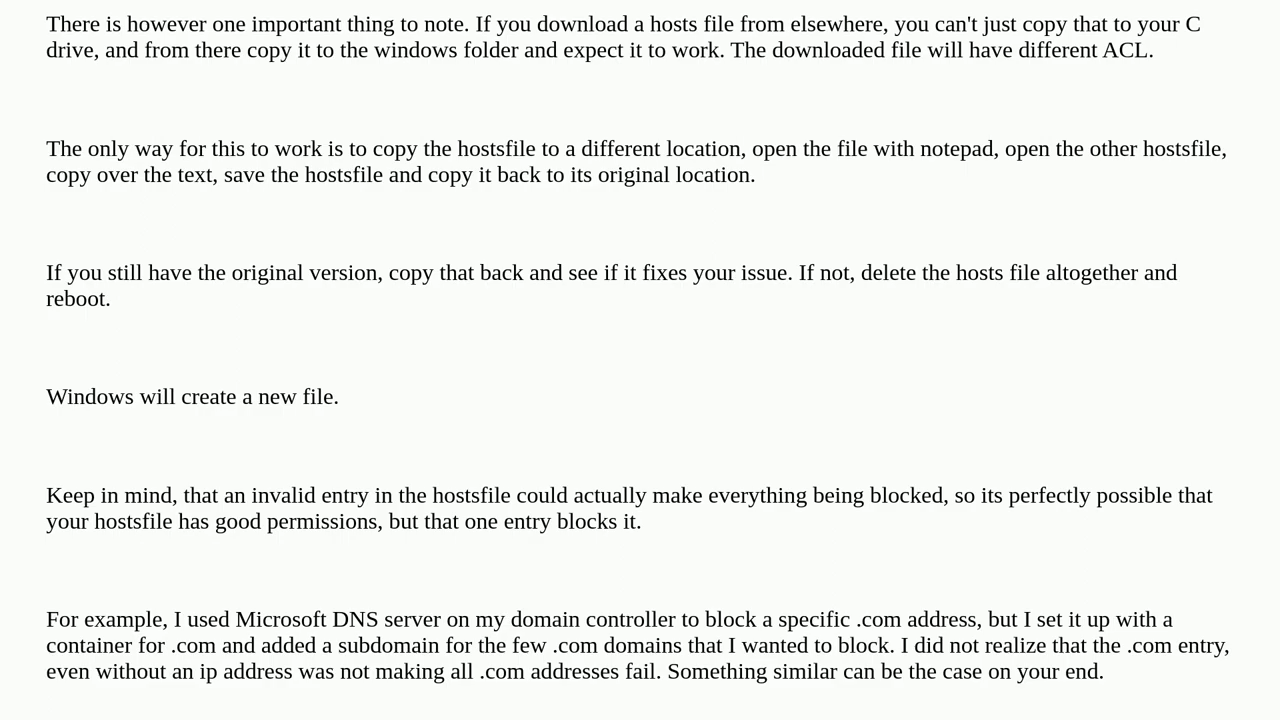 There is however one important thing to note. If you download a hosts file from elsewhere, you can't just copy that to your C
drive, and from there copy it to the windows folder and expect it to work. The downloaded file will have different ACL.
The only way for this to work is to copy the hostsfile to a different location, open the file with notepad, open the other hostsfile,
copy over the text, save the hostsfile and copy it back to its original location.
If you still have the original version, copy that back and see if it fixes your issue. If not, delete the hosts file altogether and
reboot.
Windows will create a new file.
Keep in mind, that an invalid entry in the hostsfile could actually make everything being blocked, so its perfectly possible that
your hostsfile has good permissions, but that one entry blocks it.
For example, I used Microsoft DNS server on my domain controller to block a specific .com address, but I set it up with a
container for .com and added a subdomain for the few .com domains that I wanted to block. I did not realize that the .com entry,
even without an ip address was not making all .com addresses fail. Something similar can be the case on your end.